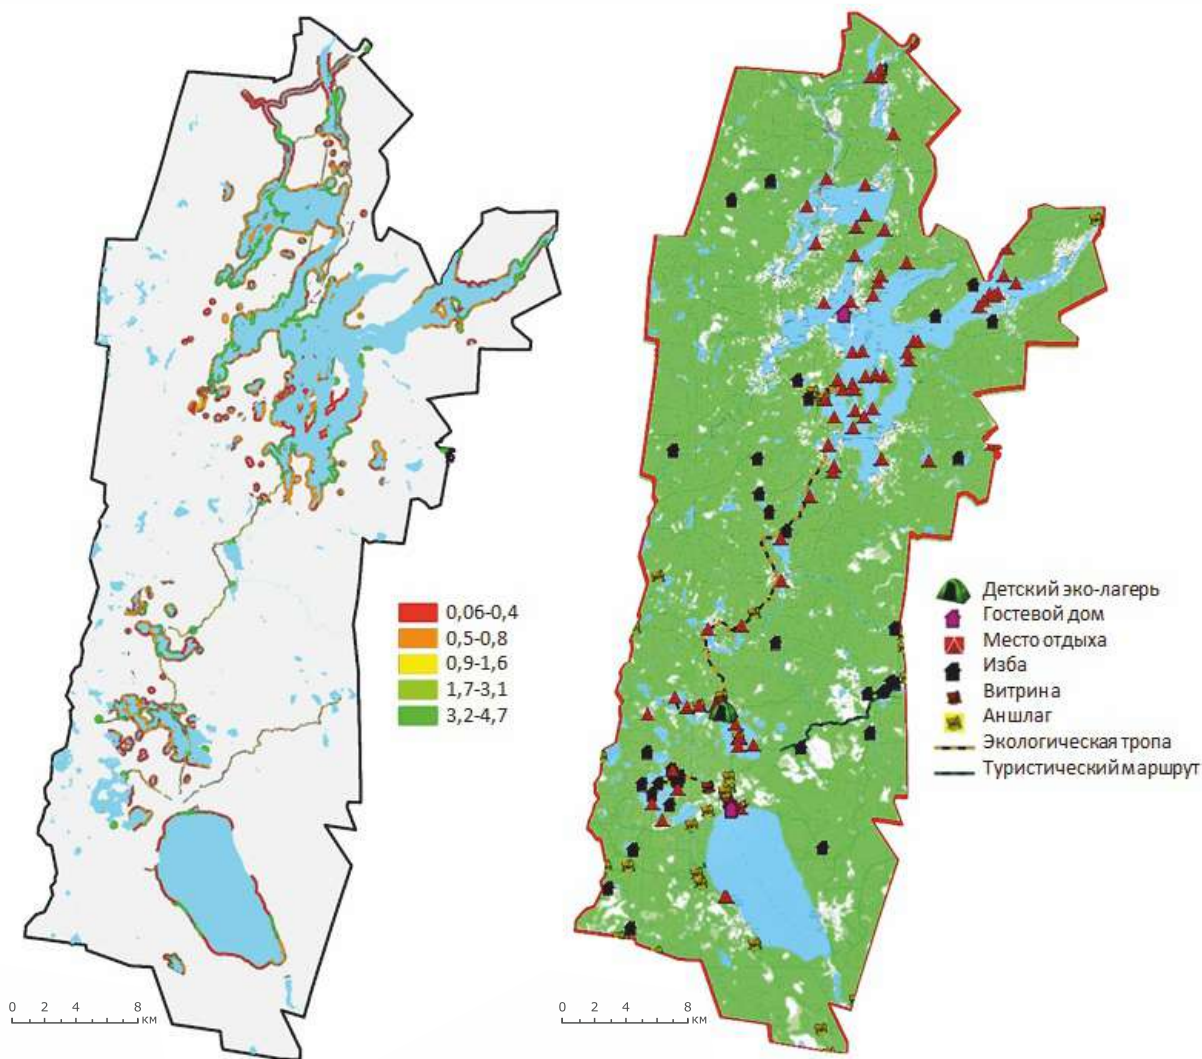 0,06-0,4
0,5-0,8
0,9-1,6
1,7-3,1
3,2-4,7
0 2 4 8
км
Детский эко-лагерь
Гостевой дом
Место отдыха
Изба
Витрина
Аншлаг
Экологическая тропа
Туристический маршрут
0 2 4 8
км